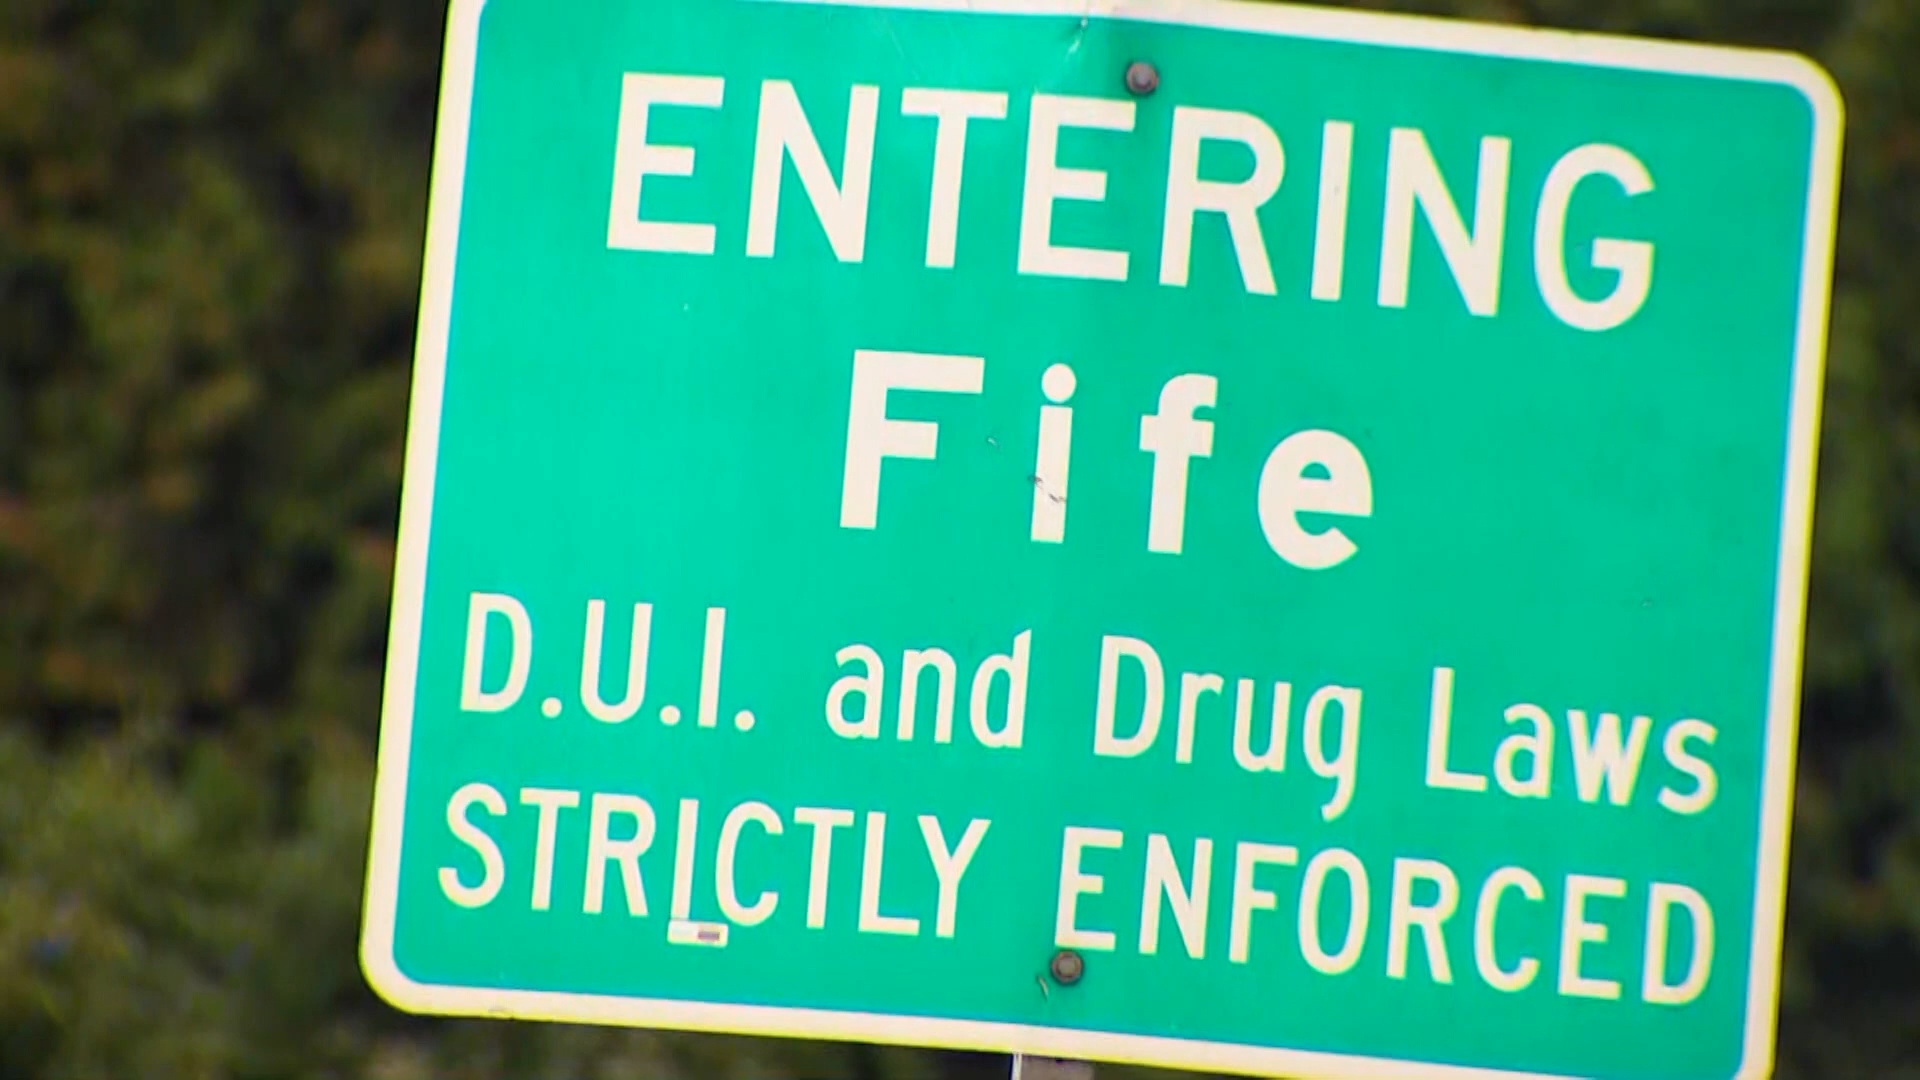 ENTERING
Fife
D.U.I. and Drug Laws
STRICTLY ENFORCED